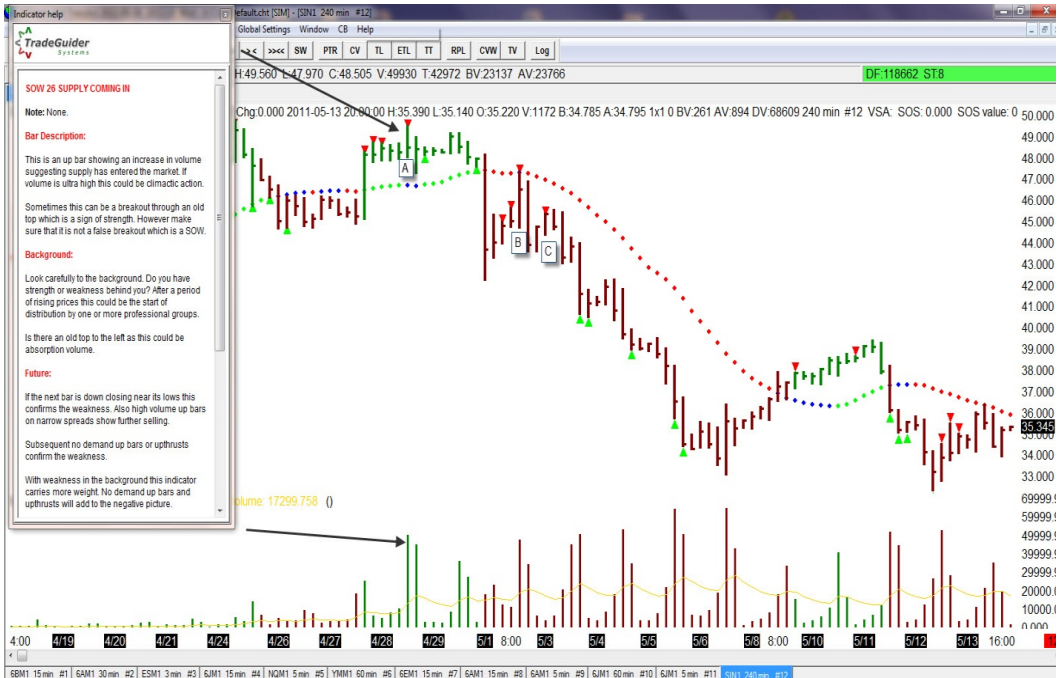 Indicator help
Default.cht [SIM] - [SIN1 240 min #12]
TradeGuider
Systems
Global Settings Window CB Help
>.< >><< SW PTR CV TL ETL TT RPL CVW TV Log
H:49.560 L:47.970 C:48.505 V:49930 T:42972 BV:23137 AV:23766
DF:118662 ST:8
Chg:0.000 2011-05-13 20:00:00 H:35.390 L:35.140 O:35.220 V:1172 B:34.785 A:34.795 1x1 0 BV:261 AV:894 DV:68609 240 min #12 VSA: SOS: 0.000 SOS value: 0
SOW 26 SUPPLY COMING IN
Note: None.
Bar Description:
This is an up bar showing an increase in volume
suggesting supply has entered the market. If
volume is ultra high this could be climactic action.
Sometimes this can be a breakout through an old
top which is a sign of strength. However make
sure that it is not a false breakout which is a SOW.
Background:
Look carefully to the background. Do you have
strength or weakness behind you? After a period
of rising prices this could be the start of
distribution by one or more professional groups.
Is there an old top to the left as this could be
absorption volume.
Future:
If the next bar is down closing near its lows this
confirms the weakness. Also high volume up bars
on narrow spreads show further selling.
Subsequent no demand up bars or upthrusts
confirm the weakness.
With weakness in the background this indicator
carries more weight. No demand up bars and
upthrusts will add to the negative picture.
A
B
C
50.000
49.000
48.000
47.000
46.000
45.000
44.000
43.000
42.000
41.000
40.000
39.000
38.000
37.000
36.000
35.345
34.000
33.000
olume: 17299.758 ()
69999.9
59999.9
49999.9
39999.9
29999.9
20000.0
10000.0
0.000
4:00 4/19 4/20 4/21 4/24 4/26 4/27 4/28 4/29 5/1 8:00 5/3 5/4 5/5 5/6 5/8 8:00 5/10 5/11 5/12 5/13 16:00
6BM1 15 min #1 6AM1 30 min #2 ESM1 3 min #3 6JM1 15 min #4 NQM1 5 min #5 YMM1 60 min #6 6EM1 15 min #7 6AM1 15 min #8 6AM1 5 min #9 6JM1 60 min #10 6JM1 5 min #11 SIN1 240 min #12